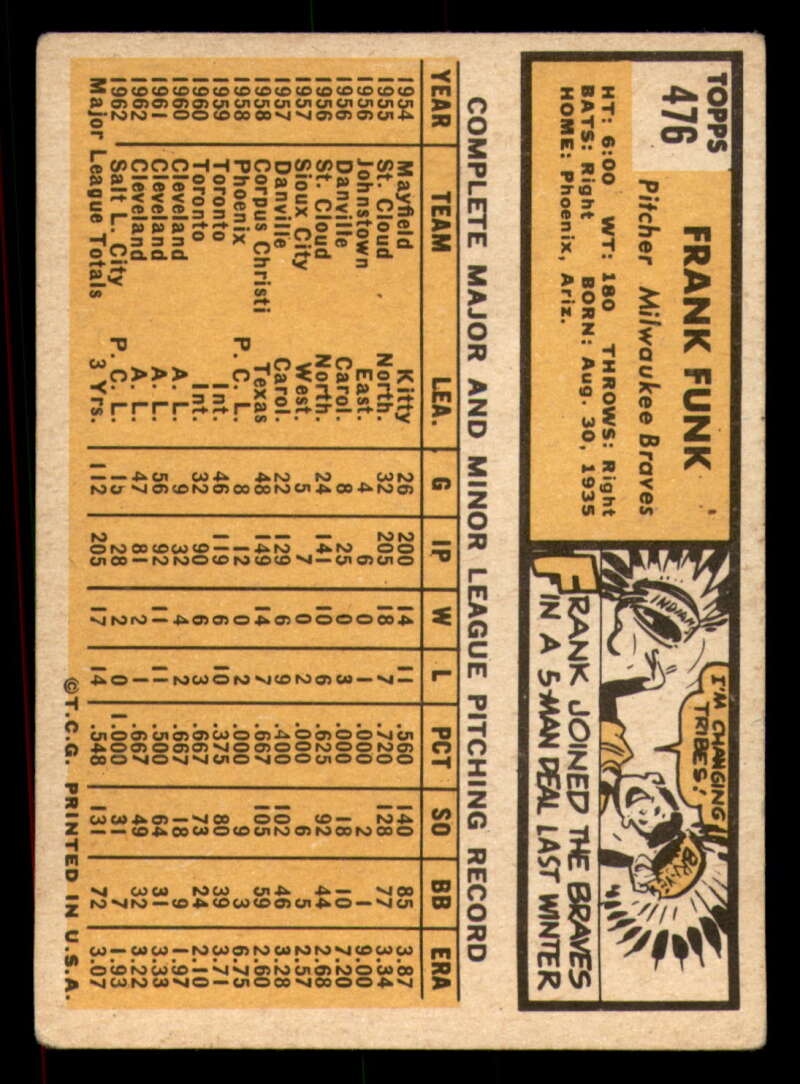 TOPPS
476
FRANK FUNK
Pitcher Milwaukee Braves
HT: 6:00 WT: 180 THROWS: Right
BATS: Right BORN: Aug. 30, 1935
HOME: Phoenix, Ariz.
INDIAN
I'M CHANGING
TRIBES!
BRAVES
FRANK JOINED THE BRAVES
IN A 5-MAN DEAL LAST WINTER
COMPLETE MAJOR AND MINOR LEAGUE PITCHING RECORD
YEAR TEAM LEA. G IP W L PCT SO BB ERA
1954 Mayfield Kitty 26 200 14 11 .560 140 85 3.87
1955 St. Cloud North. 32 205 18 7 .720 128 77 3.34
1956 Johnstown East. 4 6 0 1 .000 2 1 9.00
1956 Danville Carol. 8 25 0 3 .000 18 10 7.20
1956 St. Cloud North. 24 141 10 6 .625 92 44 2.68
1957 Sioux City West. 5 7 0 2 .000 6 5 2.57
1957 Danville Carol. 22 129 6 9 .400 102 46 3.28
1958 Corpus Christi Texas 48 149 14 7 .667 105 59 2.60
1958 Phoenix P. C. L. 8 12 0 2 .000 9 3 6.75
1959 Toronto Int. 46 119 6 10 .375 80 39 3.71
1960 Toronto Int. 32 90 6 3 .667 73 24 2.10
1960 Cleveland A. L. 9 32 4 2 .667 18 9 1.97
1961 Cleveland A. L. 56 92 11 11 .500 64 31 3.33
1962 Cleveland A. L. 47 81 2 1 .667 49 32 3.22
1962 Salt L. City P. C. L. 15 28 2 0 1.000 31 7 1.93
Major League Totals 3 Yrs. 112 205 17 14 .548 131 72 3.07
©T.C.G. PRINTED IN U.S.A.